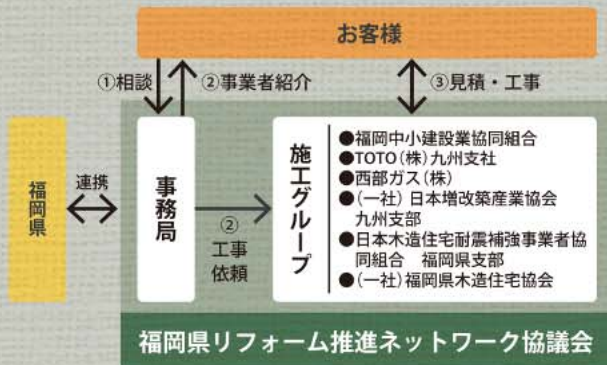 お客様
①相談
②事業者紹介
③見積・工事
福岡県
連携
事務局
②
工事
依頼
施工グループ
●福岡中小建設業協同組合
●TOTO(株)九州支社
●西部ガス(株)
●(一社)日本増改築産業協会
九州支部
●日本木造住宅耐震補強事業者協
同組合 福岡県支部
●(一社)福岡県木造住宅協会
福岡県リフォーム推進ネットワーク協議会